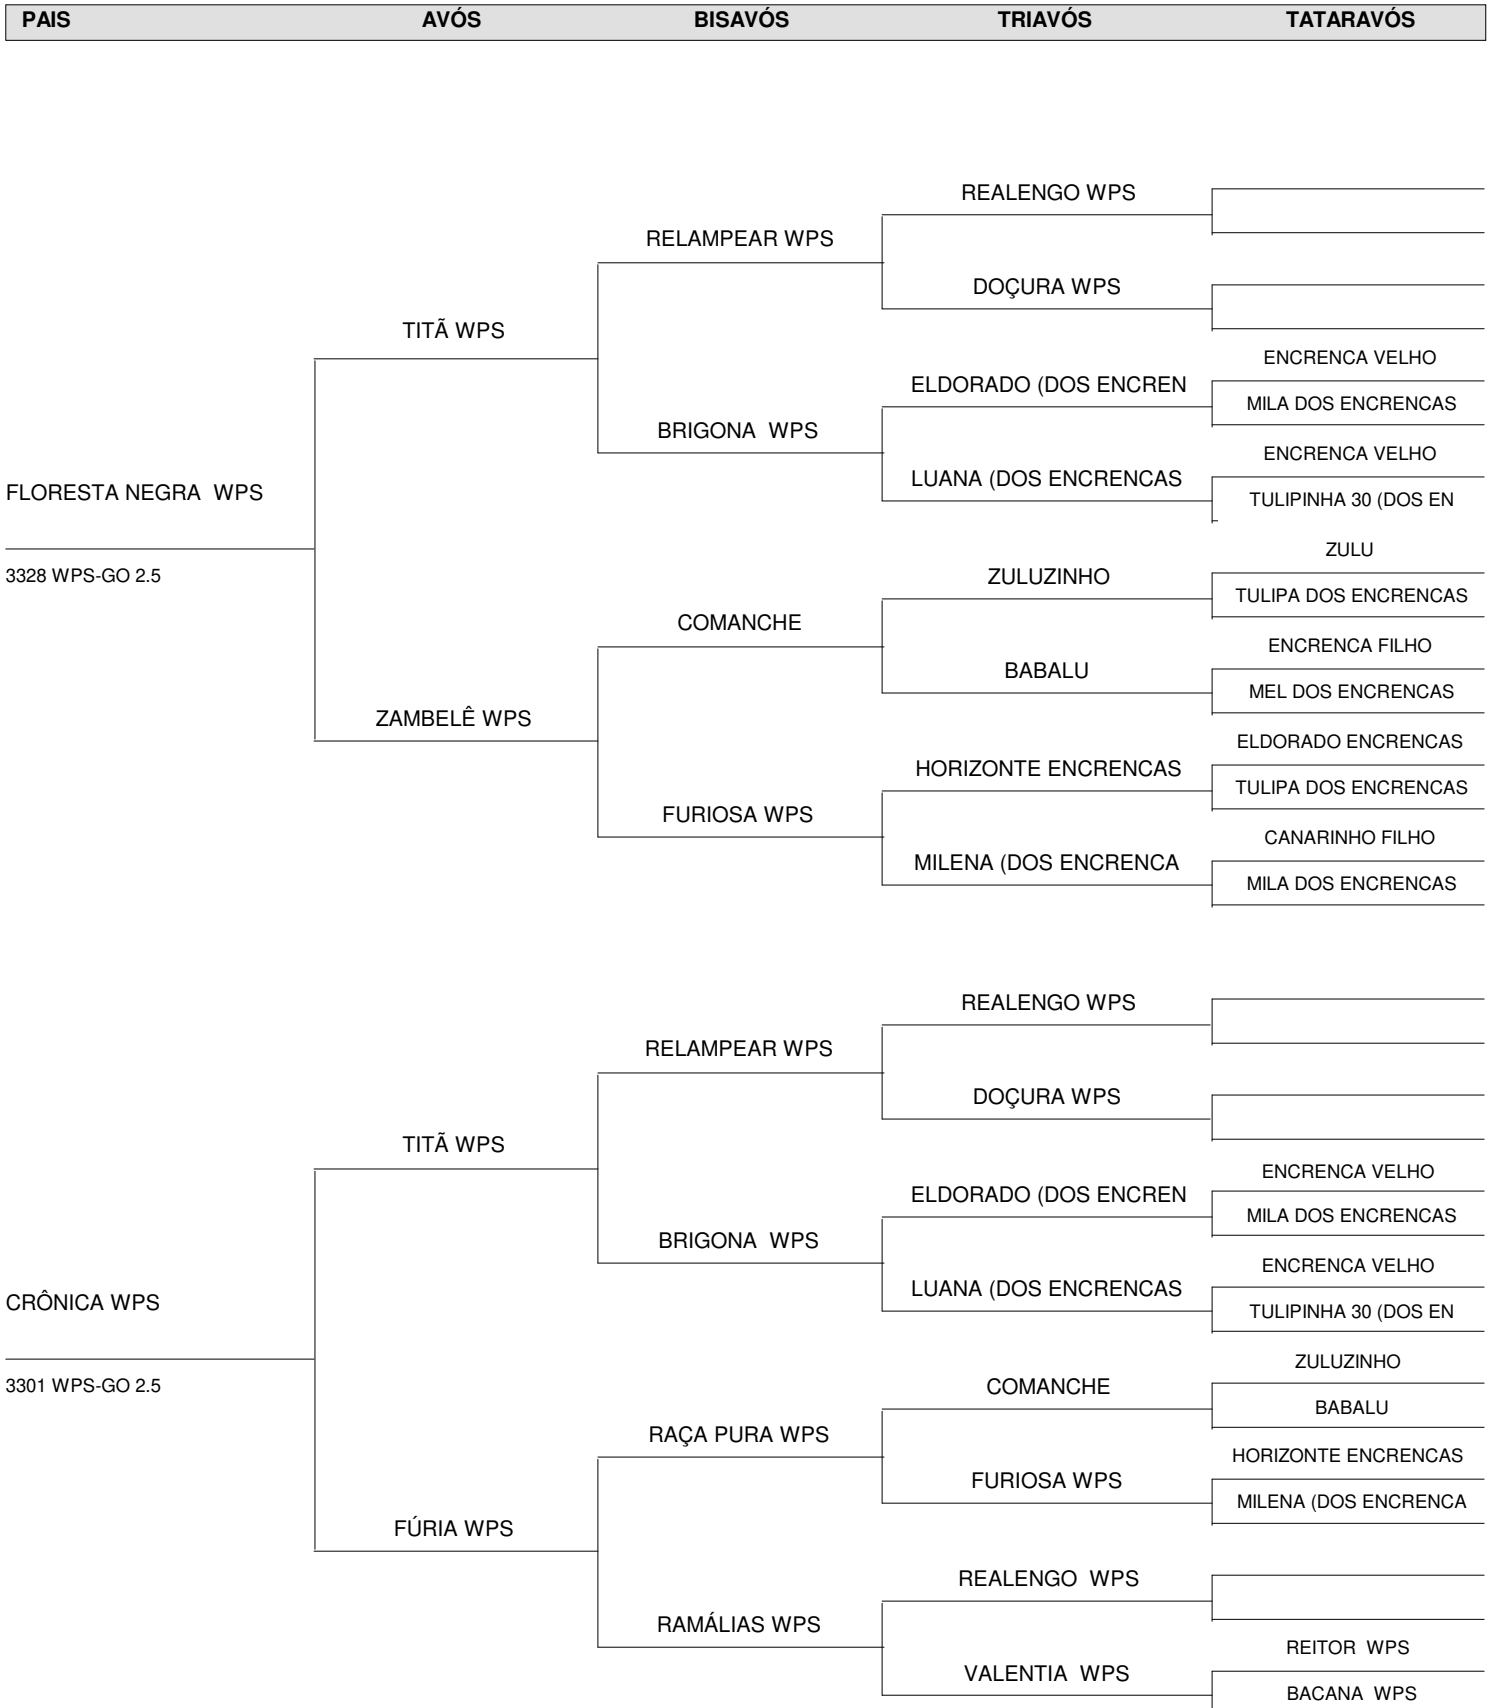 PAIS AVÓS BISAVÓS TRIAVÓS TATARAVÓS
REALENGO WPS
RELAMPEAR WPS
DOÇURA WPS
TITÃ WPS
ENCRENCA VELHO
ELDORADO (DOS ENCREN
MILA DOS ENCRENCAS
BRIGONA WPS
ENCRENCA VELHO
LUANA (DOS ENCRENCAS
FLORESTA NEGRA WPS
TULIPINHA 30 (DOS EN
ZULU
3328 WPS-GO 2.5
ZULUZINHO
TULIPA DOS ENCRENCAS
COMANCHE
ENCRENCA FILHO
BABALU
MEL DOS ENCRENCAS
ZAMBELÊ WPS
ELDORADO ENCRENCAS
HORIZONTE ENCRENCAS
TULIPA DOS ENCRENCAS
FURIOSA WPS
CANARINHO FILHO
MILENA (DOS ENCRENCA
MILA DOS ENCRENCAS
REALENGO WPS
RELAMPEAR WPS
DOÇURA WPS
TITÃ WPS
ENCRENCA VELHO
ELDORADO (DOS ENCREN
MILA DOS ENCRENCAS
BRIGONA WPS
ENCRENCA VELHO
LUANA (DOS ENCRENCAS
CRÔNICA WPS
TULIPINHA 30 (DOS EN
ZULUZINHO
3301 WPS-GO 2.5
COMANCHE
BABALU
RAÇA PURA WPS
HORIZONTE ENCRENCAS
FURIOSA WPS
MILENA (DOS ENCRENCA
FÚRIA WPS
REALENGO WPS
RAMÁLIAS WPS
REITOR WPS
VALENTIA WPS
BACANA WPS